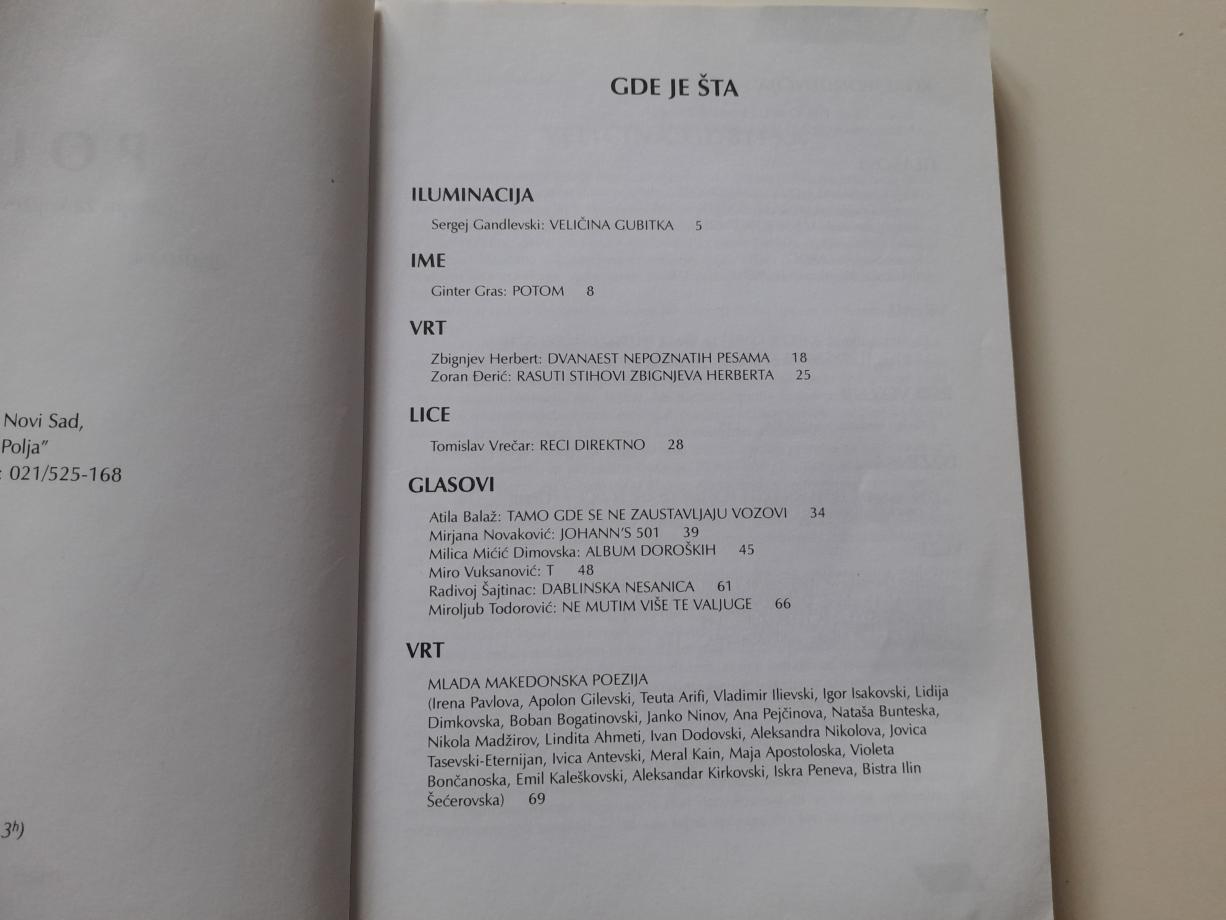 Novi Sad,
Polja"
: 021/525-168
3ʰ)
GDE JE ŠTA
ILUMINACIJA
Sergej Gandlevski: VELIČINA GUBITKA 5
IME
Ginter Gras: POTOM 8
VRT
Zbignjev Herbert: DVANAEST NEPOZNATIH PESAMA 18
Zoran Đerić: RASUTI STIHOVI ZBIGNJEVA HERBERTA 25
LICE
Tomislav Vrečar: RECI DIREKTNO 28
GLASOVI
Atila Balaž: TAMO GDE SE NE ZAUSTAVLJAJU VOZOVI 34
Mirjana Novaković: JOHANN'S 501 39
Milica Mićić Dimovska: ALBUM DOROŠKIH 45
Miro Vuksanović: T 48
Radivoj Šajtinac: DABLINSKA NESANICA 61
Miroljub Todorović: NE MUTIM VIŠE TE VALJUGE 66
VRT
MLADA MAKEDONSKA POEZIJA
(Irena Pavlova, Apolon Gilevski, Teuta Arifi, Vladimir Ilievski, Igor Isakovski, Lidija
Dimkovska, Boban Bogatinovski, Janko Ninov, Ana Pejčinova, Nataša Bunteska,
Nikola Madžirov, Lindita Ahmeti, Ivan Dodovski, Aleksandra Nikolova, Jovica
Tasevski-Eternijan, Ivica Antevski, Meral Kain, Maja Apostoloska, Violeta
Bončanoska, Emil Kaleškovski, Aleksandar Kirkovski, Iskra Peneva, Bistra Ilin
Šećerovska) 69